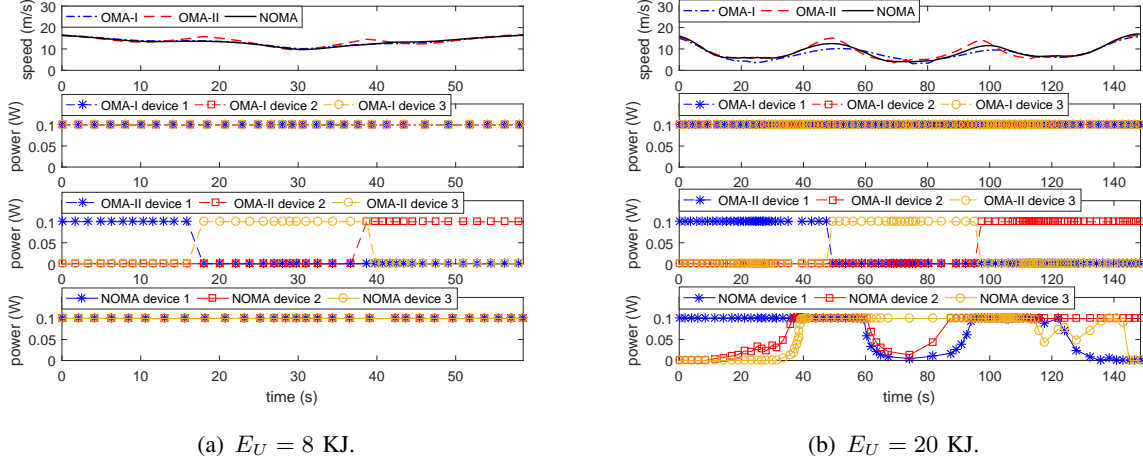 speed (m/s)
30
20
10
0
OMA-I OMA-II NOMA
0 10 20 30 40 50
power (W)
0.1
0.05
0
OMA-I device 1 OMA-I device 2 OMA-I device 3
0 10 20 30 40 50
power (W)
0.1
0.05
0
OMA-II device 1 OMA-II device 2 OMA-II device 3
0 10 20 30 40 50
power (W)
0.1
0.05
0
NOMA device 1 NOMA device 2 NOMA device 3
0 10 20 30 40 50
time (s)
(a) E_U = 8 KJ.
speed (m/s)
30
20
10
0
OMA-I OMA-II NOMA
0 20 40 60 80 100 120 140
power (W)
0.1
0.05
0
OMA-I device 1 OMA-I device 2 OMA-I device 3
0 20 40 60 80 100 120 140
power (W)
0.1
0.05
0
OMA-II device 1 OMA-II device 2 OMA-II device 3
0 20 40 60 80 100 120 140
power (W)
0.1
0.05
0
NOMA device 1 NOMA device 2 NOMA device 3
0 20 40 60 80 100 120 140
time (s)
(b) E_U = 20 KJ.